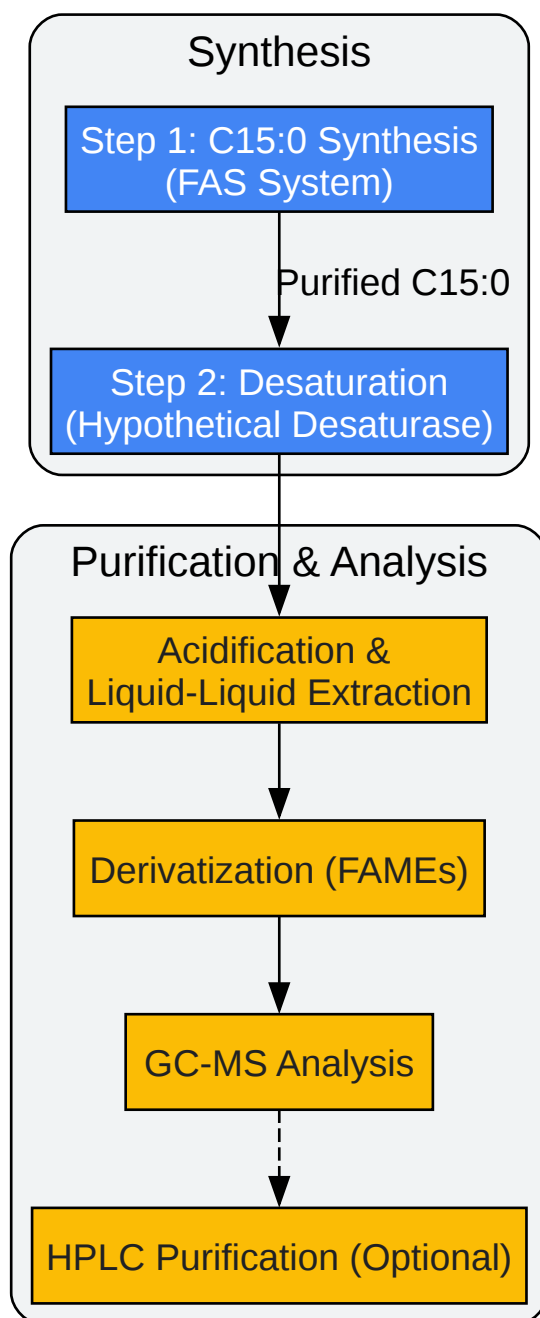 Synthesis
Step 1: C15:0 Synthesis
(FAS System)
Purified C15:0
Step 2: Desaturation
(Hypothetical Desaturase)
Purification & Analysis
Acidification &
Liquid-Liquid Extraction
Derivatization (FAMEs)
GC-MS Analysis
HPLC Purification (Optional)